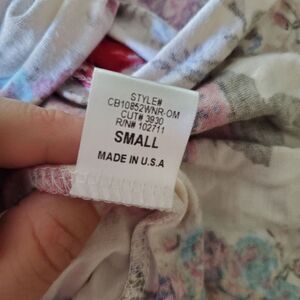 STYLE#
CB10852WNR-OM
CUT# 3930
R/N# 102711
SMALL
MADE IN U.S.A